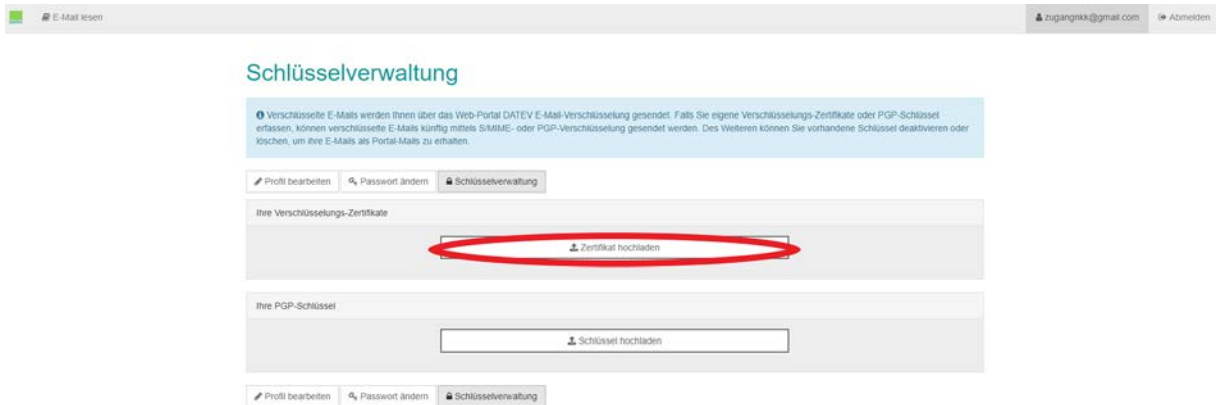 E-Mail lesen
zugangnkk@gmail.com
Abmelden
Schlüsselverwaltung
Verschlüsselte E-Mails werden Ihnen über das Web-Portal DATEV E-Mail-Verschlüsselung gesendet. Falls Sie eigene Verschlüsselungs-Zertifikate oder PGP-Schlüssel
erfassen, können verschlüsselte E-Mails künftig mittels S/MIME- oder PGP-Verschlüsselung gesendet werden. Des Weiteren können Sie vorhandene Schlüssel deaktivieren oder
löschen, um ihre E-Mails als Portal-Mails zu erhalten.
Profil bearbeiten
Passwort ändern
Schlüsselverwaltung
Ihre Verschlüsselungs-Zertifikate
Zertifikat hochladen
Ihre PGP-Schlüssel
Schlüssel hochladen
Profil bearbeiten
Passwort ändern
Schlüsselverwaltung